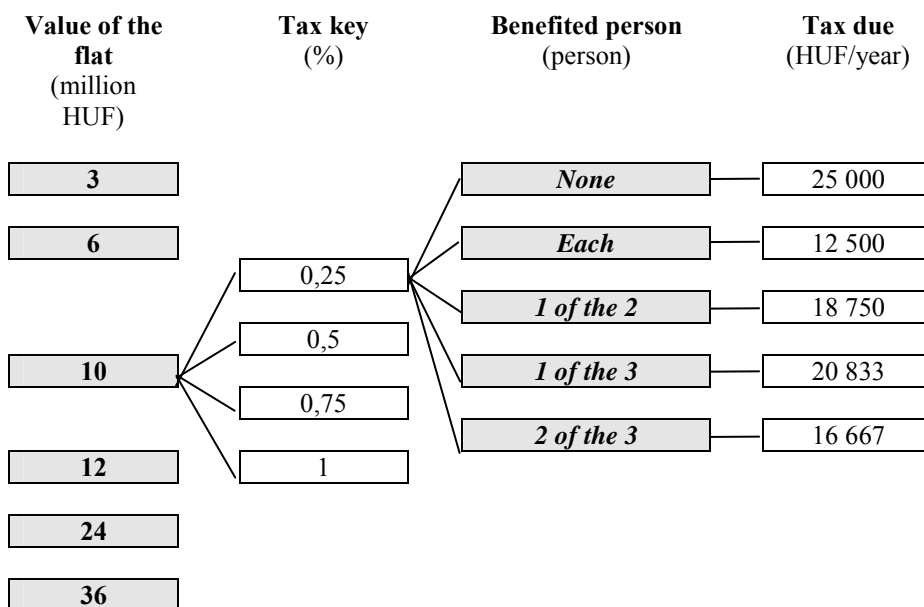 Value of the
flat
(million
HUF)
Tax key
(%)
Benefited person
(person)
Tax due
(HUF/year)
3
6
10
12
24
36
0,25
0,5
0,75
1
None
Each
1 of the 2
1 of the 3
2 of the 3
25 000
12 500
18 750
20 833
16 667